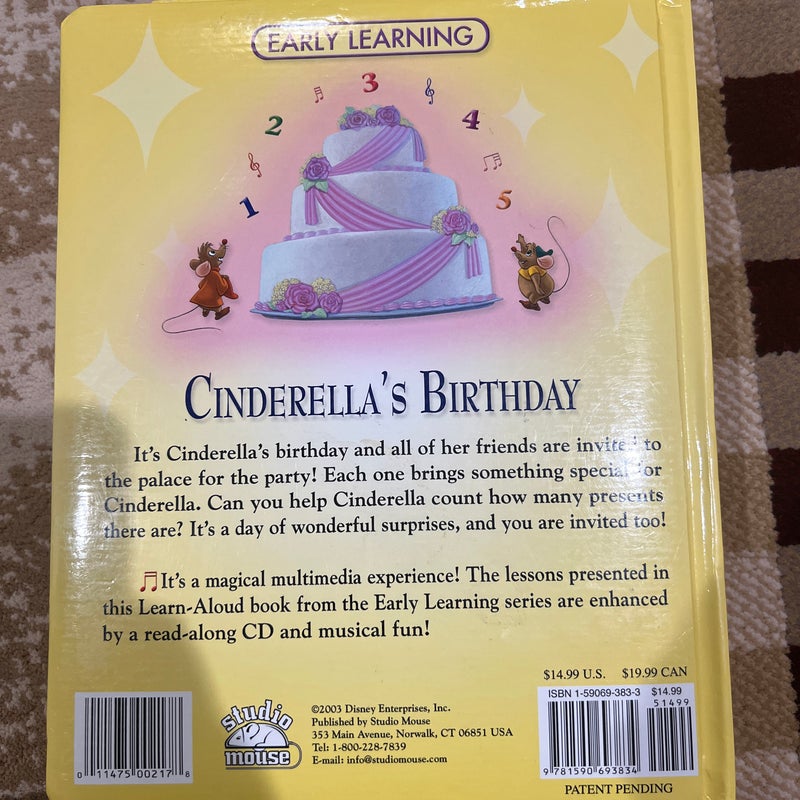 EARLY LEARNING
1 2 3 4 5
CINDERELLA'S BIRTHDAY
It's Cinderella's birthday and all of her friends are invited to
the palace for the party! Each one brings something special for
Cinderella. Can you help Cinderella count how many presents
there are? It's a day of wonderful surprises, and you are invited too!
It's a magical multimedia experience! The lessons presented in
this Learn-Aloud book from the Early Learning series are enhanced
by a read-along CD and musical fun!
$14.99 U.S. $19.99 CAN
ISBN 1-59069-383-3 $14.99
51499
9 781590 693834
PATENT PENDING
0 11475 00217 8
studio
mouse
©2003 Disney Enterprises, Inc.
Published by Studio Mouse
353 Main Avenue, Norwalk, CT 06851 USA
Tel: 1-800-228-7839
E-mail: info@studiomouse.com